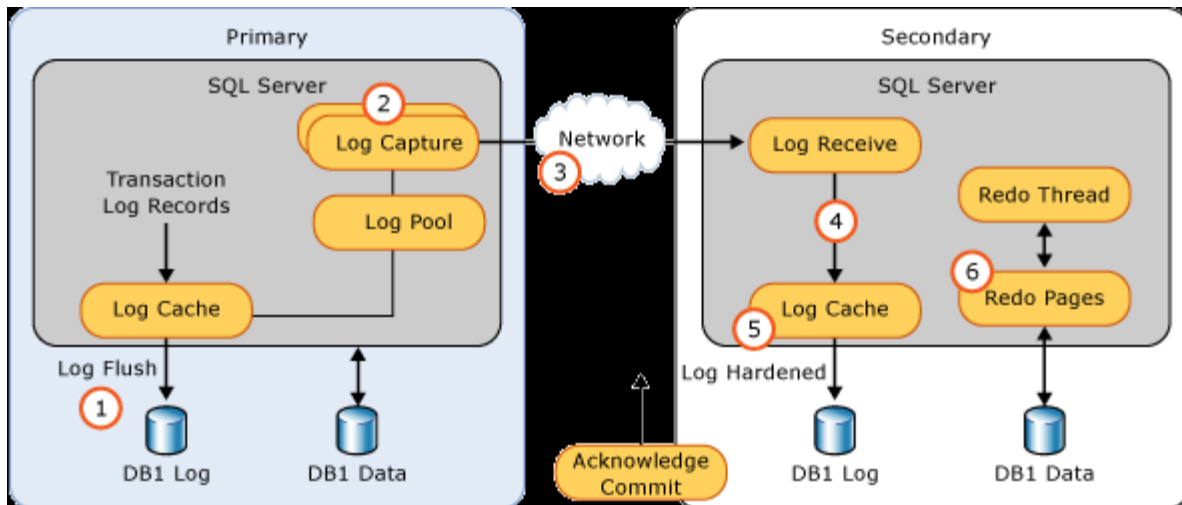 Primary
SQL Server
2
Log Capture
Transaction
Log Records
Log Pool
Log Cache
Log Flush
1
DB1 Log
DB1 Data
Network
3
Acknowledge
Commit
Secondary
SQL Server
Log Receive
4
Redo Thread
6
Redo Pages
Log Cache
5
Log Hardened
DB1 Log
DB1 Data